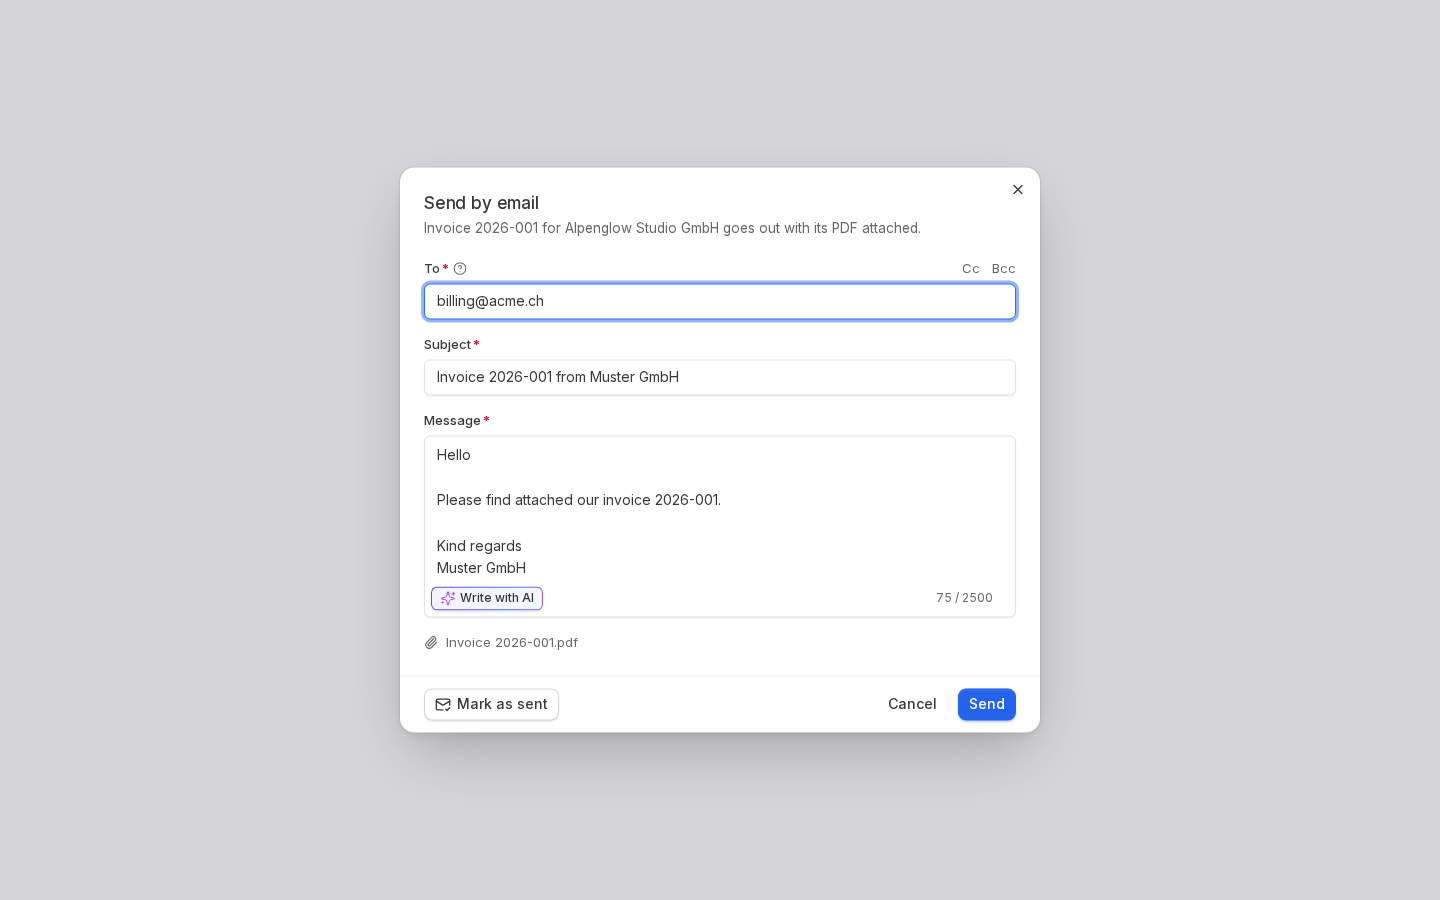 Send by email
Invoice 2026-001 for Alpenglow Studio GmbH goes out with its PDF attached.
To *
Cc Bcc
billing@acme.ch
Subject *
Invoice 2026-001 from Muster GmbH
Message *
Hello
Please find attached our invoice 2026-001.
Kind regards
Muster GmbH
Write with AI
75 / 2500
Invoice 2026-001.pdf
Mark as sent
Cancel
Send